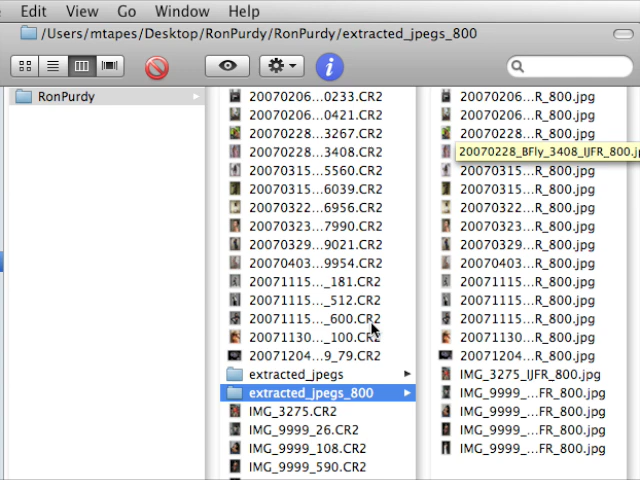 Edit View Go Window Help
/Users/mtapes/Desktop/RonPurdy/RonPurdy/extracted_jpegs_800
RonPurdy
20070206...0233.CR2
20070206...0421.CR2
20070228...3267.CR2
20070228...3408.CR2
20070315...5560.CR2
20070315...6039.CR2
20070322...6956.CR2
20070323...7990.CR2
20070329...9021.CR2
20070403...9954.CR2
20071115..._181.CR2
20071115..._512.CR2
20071115..._600.CR2
20071130..._100.CR2
20071204...9_79.CR2
extracted_jpegs
extracted_jpegs_800
IMG_3275.CR2
IMG_9999_26.CR2
IMG_9999_108.CR2
IMG_9999_590.CR2
20070206...R_800.jpg
20070206...R_800.jpg
20070228...R_800.jpg
20070228_BFly_3408_IJFR_800.jp
20070315...R_800.jpg
20070315...R_800.jpg
20070322...R_800.jpg
20070323...R_800.jpg
20070329...R_800.jpg
20070403...R_800.jpg
20071115...R_800.jpg
20071115...R_800.jpg
20071115...R_800.jpg
20071130...R_800.jpg
20071204...R_800.jpg
IMG_3275_IJFR_800.jpg
IMG_9999_...FR_800.jpg
IMG_9999_...FR_800.jpg
IMG_9999_...FR_800.jpg
IMG_9999_...FR_800.jpg